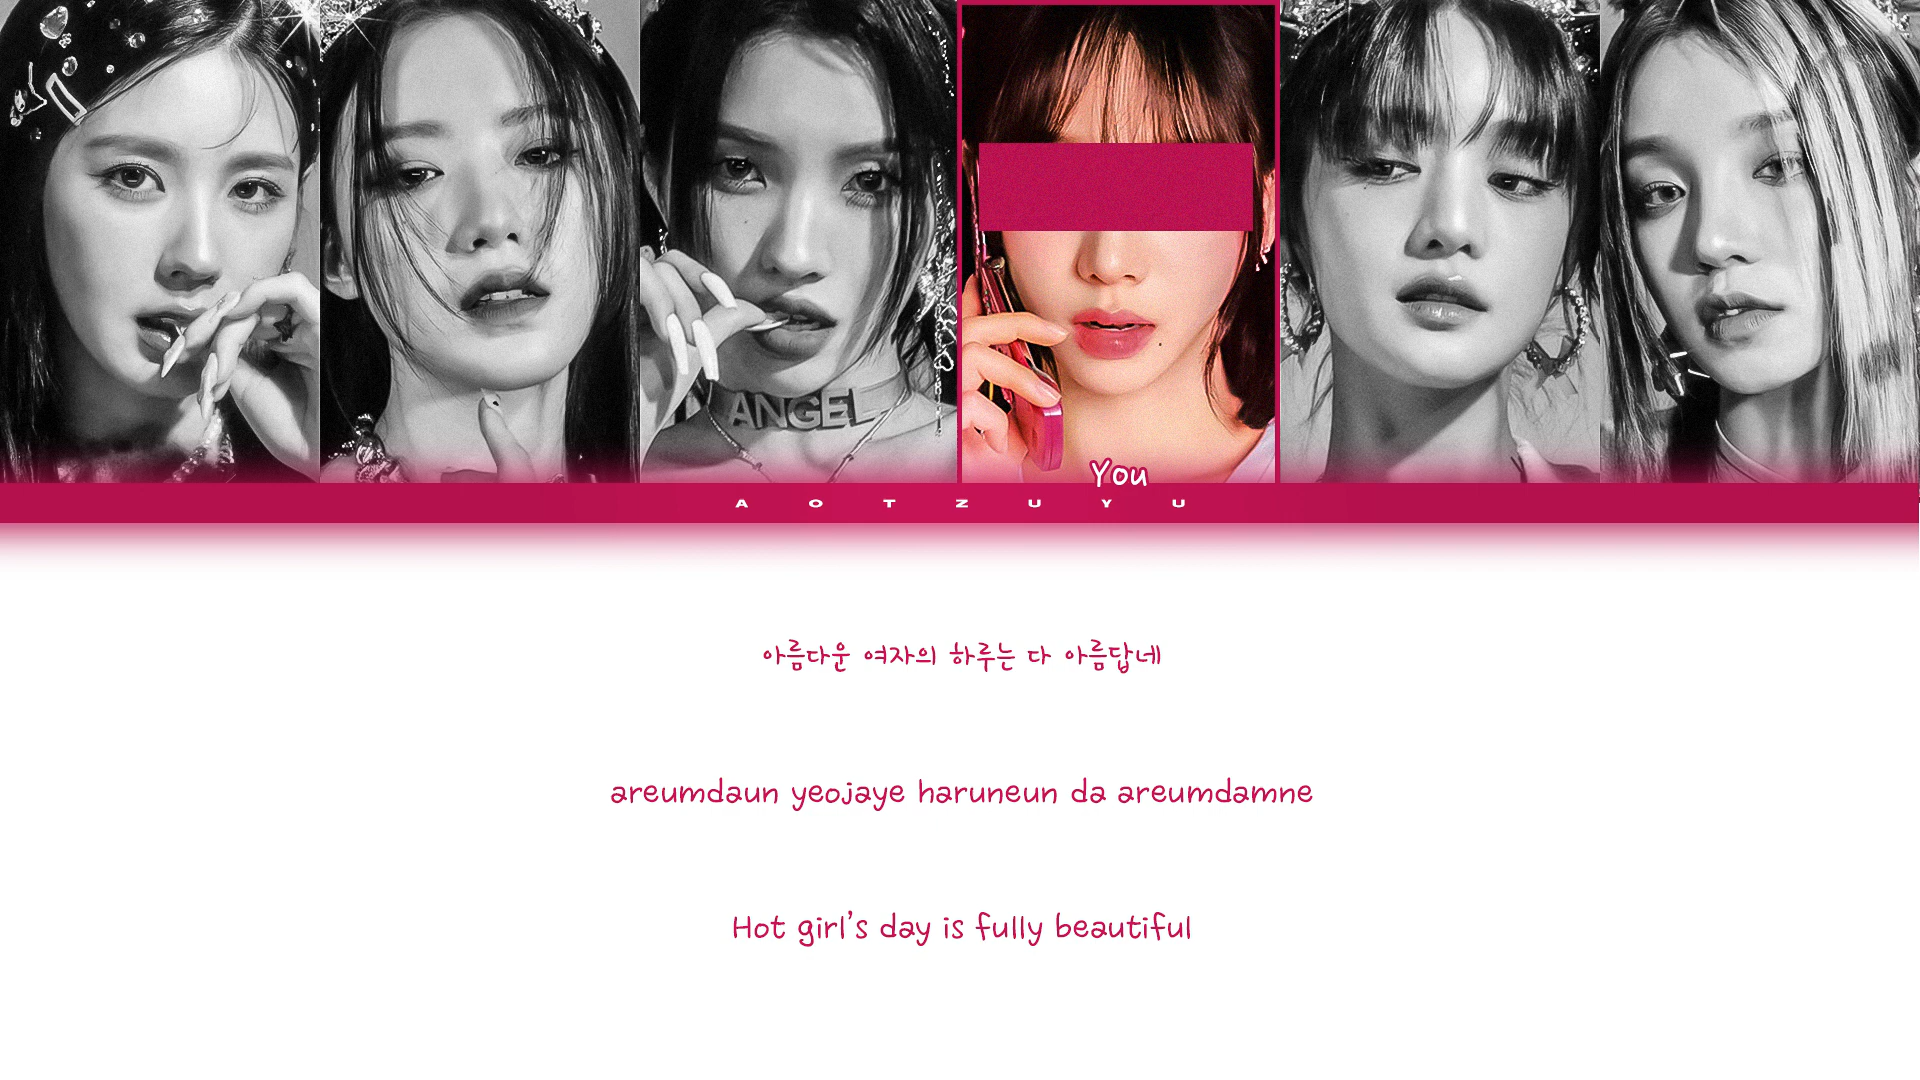 ANGEL
You
AOTZUYU
아름다운 여자의 하루는 다 아름답네
areumdaun yeojaye haruneun da areumdamne
Hot girl's day is fully beautiful